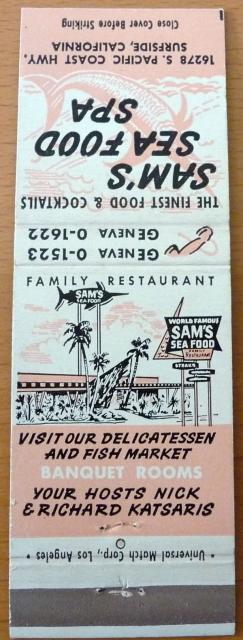 Close Cover Before Striking
16278 S. PACIFIC COAST HWY.
SURFSIDE, CALIFORNIA
SAM'S
SEA FOOD
SPA
THE FINEST FOOD & COCKTAILS
GENEVA 0-1523
GENEVA 0-1622
FAMILY RESTAURANT
SAM'S
SEA FOOD
WORLD FAMOUS
SAM'S
SEA FOOD
FAMILY
RESTAURANT
STEAKS
VISIT OUR DELICATESSEN
AND FISH MARKET
BANQUET ROOMS
YOUR HOSTS NICK
& RICHARD KATSARIS
• Universal Match Corp., Los Angeles •